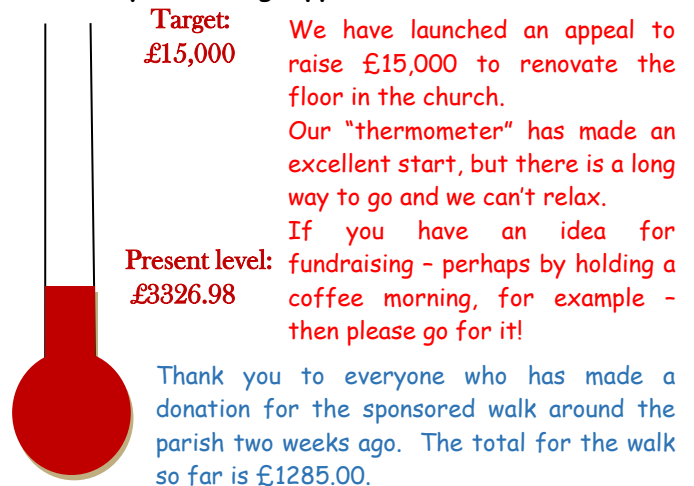 Target:
£15,000
We have launched an appeal to
raise £15,000 to renovate the
floor in the church.
Our “thermometer” has made an
excellent start, but there is a long
way to go and we can’t relax.
If you have an idea for
fundraising – perhaps by holding a
coffee morning, for example –
then please go for it!
Present level:
£3326.98
Thank you to everyone who has made a
donation for the sponsored walk around the
parish two weeks ago. The total for the walk
so far is £1285.00.